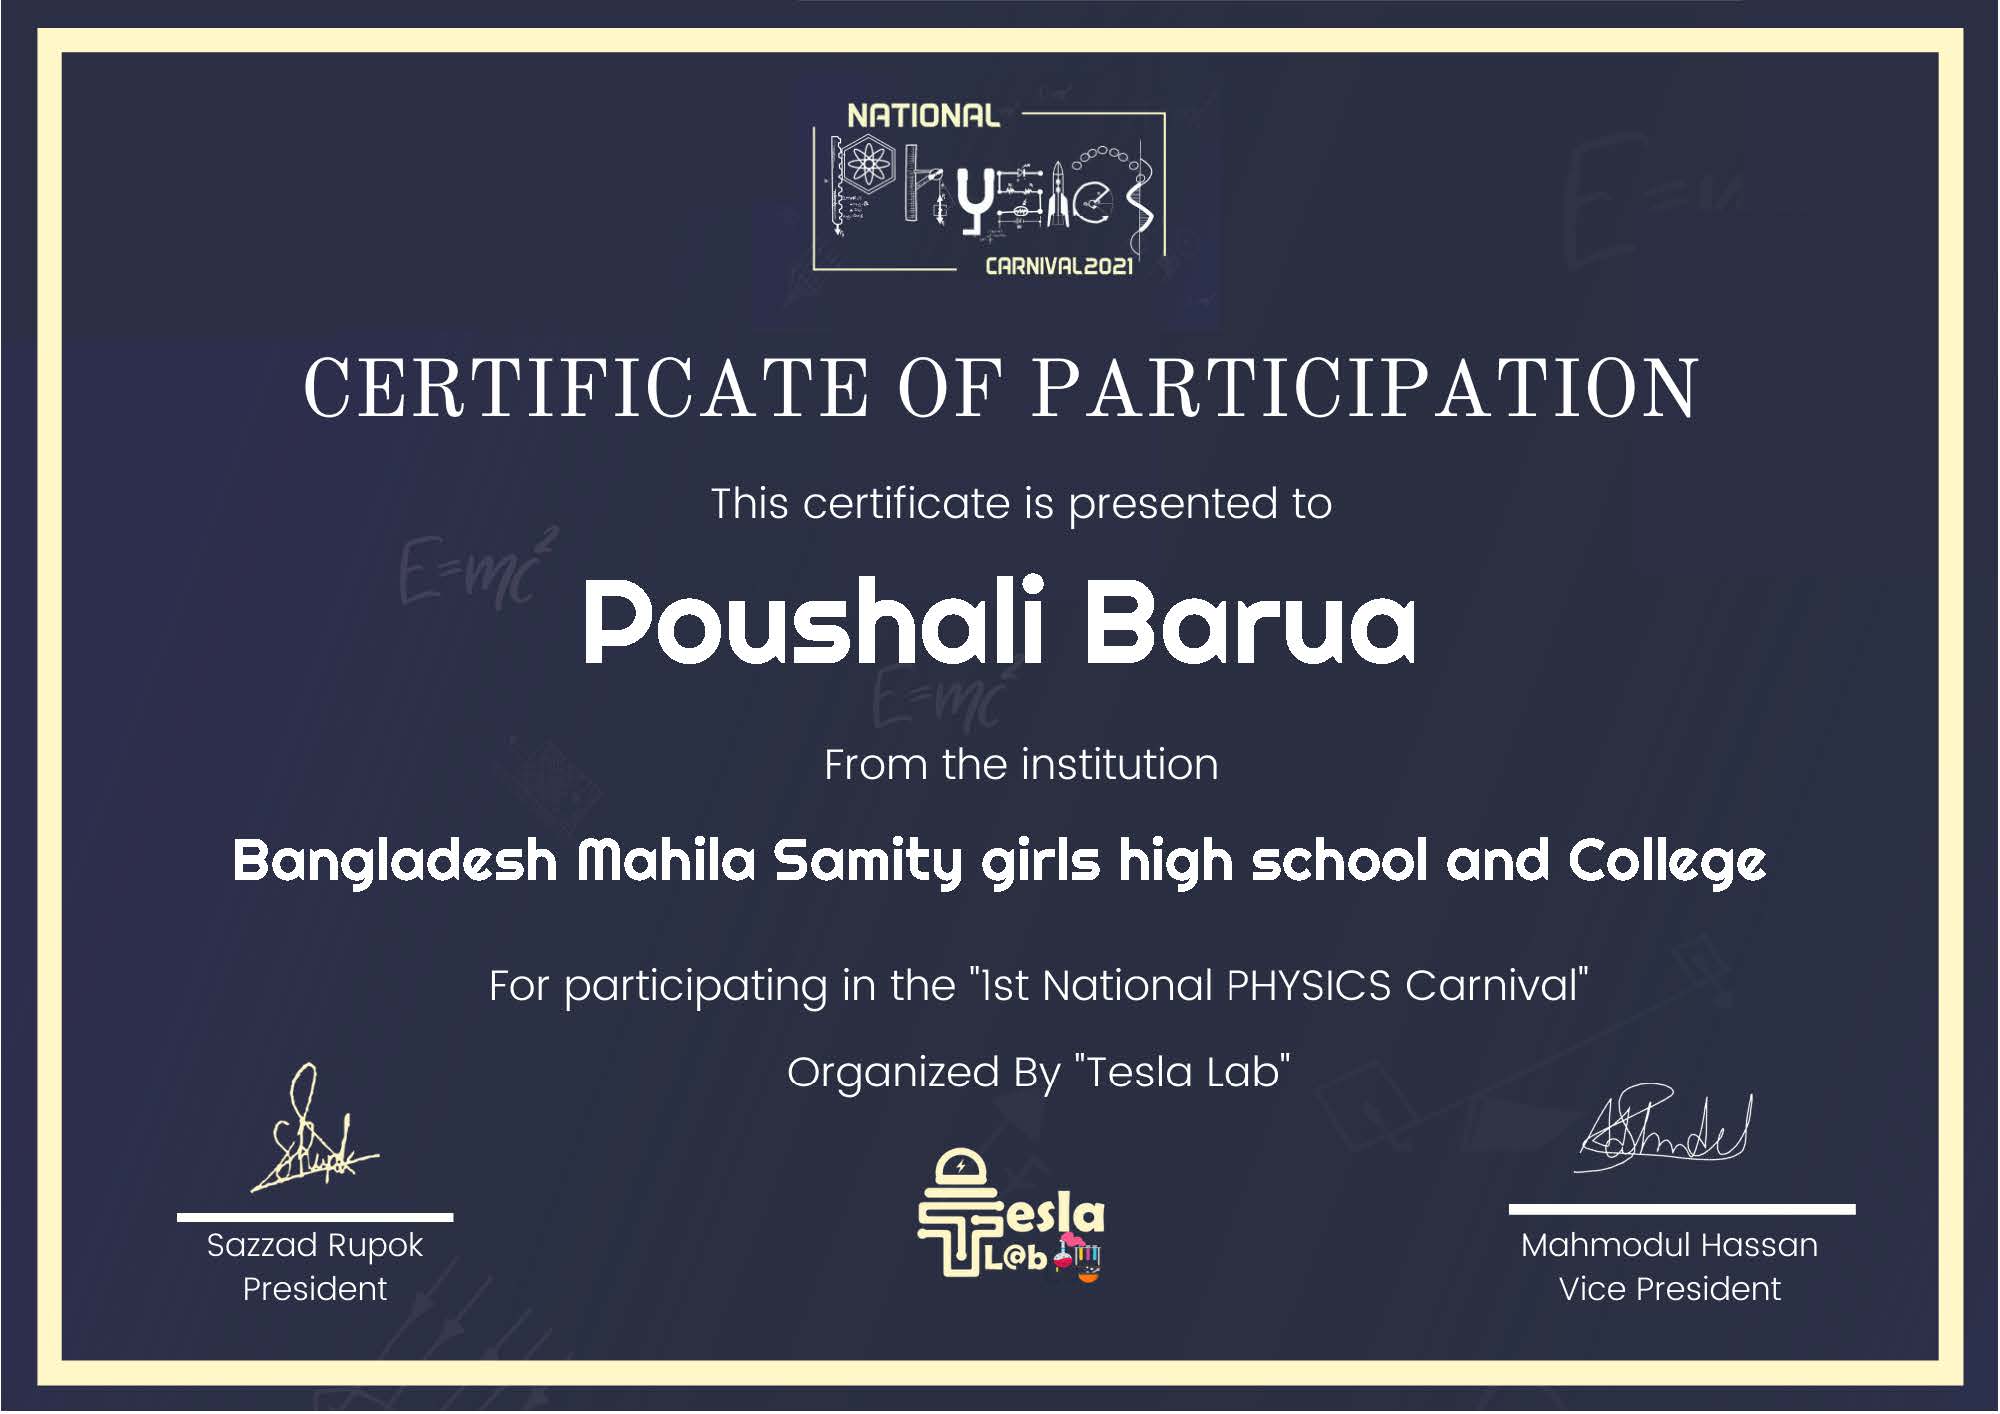 NATIONAL
Physics
CARNIVAL2021
CERTIFICATE OF PARTICIPATION
This certificate is presented to
E=mc²
Poushali Barua
E=mc²
From the institution
Bangladesh Mahila Samity girls high school and College
For participating in the "1st National PHYSICS Carnival"
Organized By "Tesla Lab"
Sazzad Rupok
President
Tesla
L@b
Mahmodul Hassan
Vice President